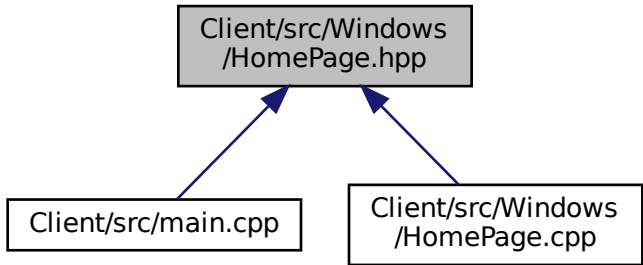 Client/src/Windows
/HomePage.hpp
Client/src/main.cpp
Client/src/Windows
/HomePage.cpp